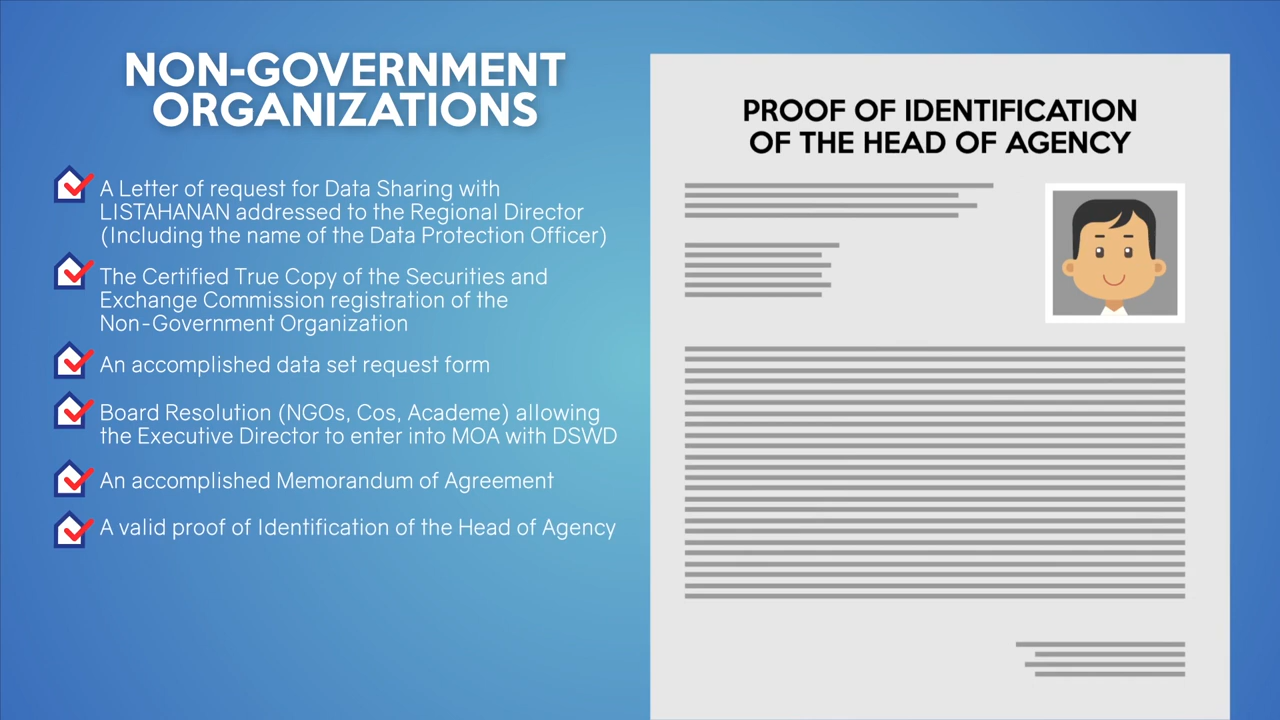 NON-GOVERNMENT
ORGANIZATIONS
A Letter of request for Data Sharing with
LISTAHANAN addressed to the Regional Director
(Including the name of the Data Protection Officer)
The Certified True Copy of the Securities and
Exchange Commission registration of the
Non-Government Organization
An accomplished data set request form
Board Resolution (NGOs, Cos, Academe) allowing
the Executive Director to enter into MOA with DSWD
An accomplished Memorandum of Agreement
A valid proof of Identification of the Head of Agency
PROOF OF IDENTIFICATION
OF THE HEAD OF AGENCY